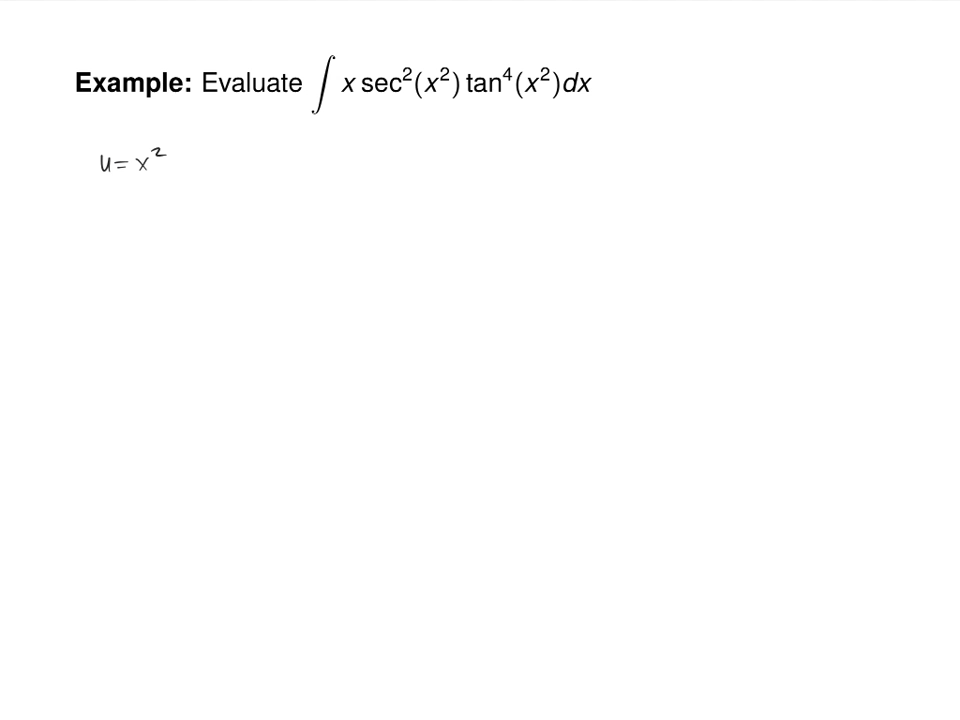 Example: Evaluate ∫ x sec²(x²) tan⁴(x²)dx
u = x²